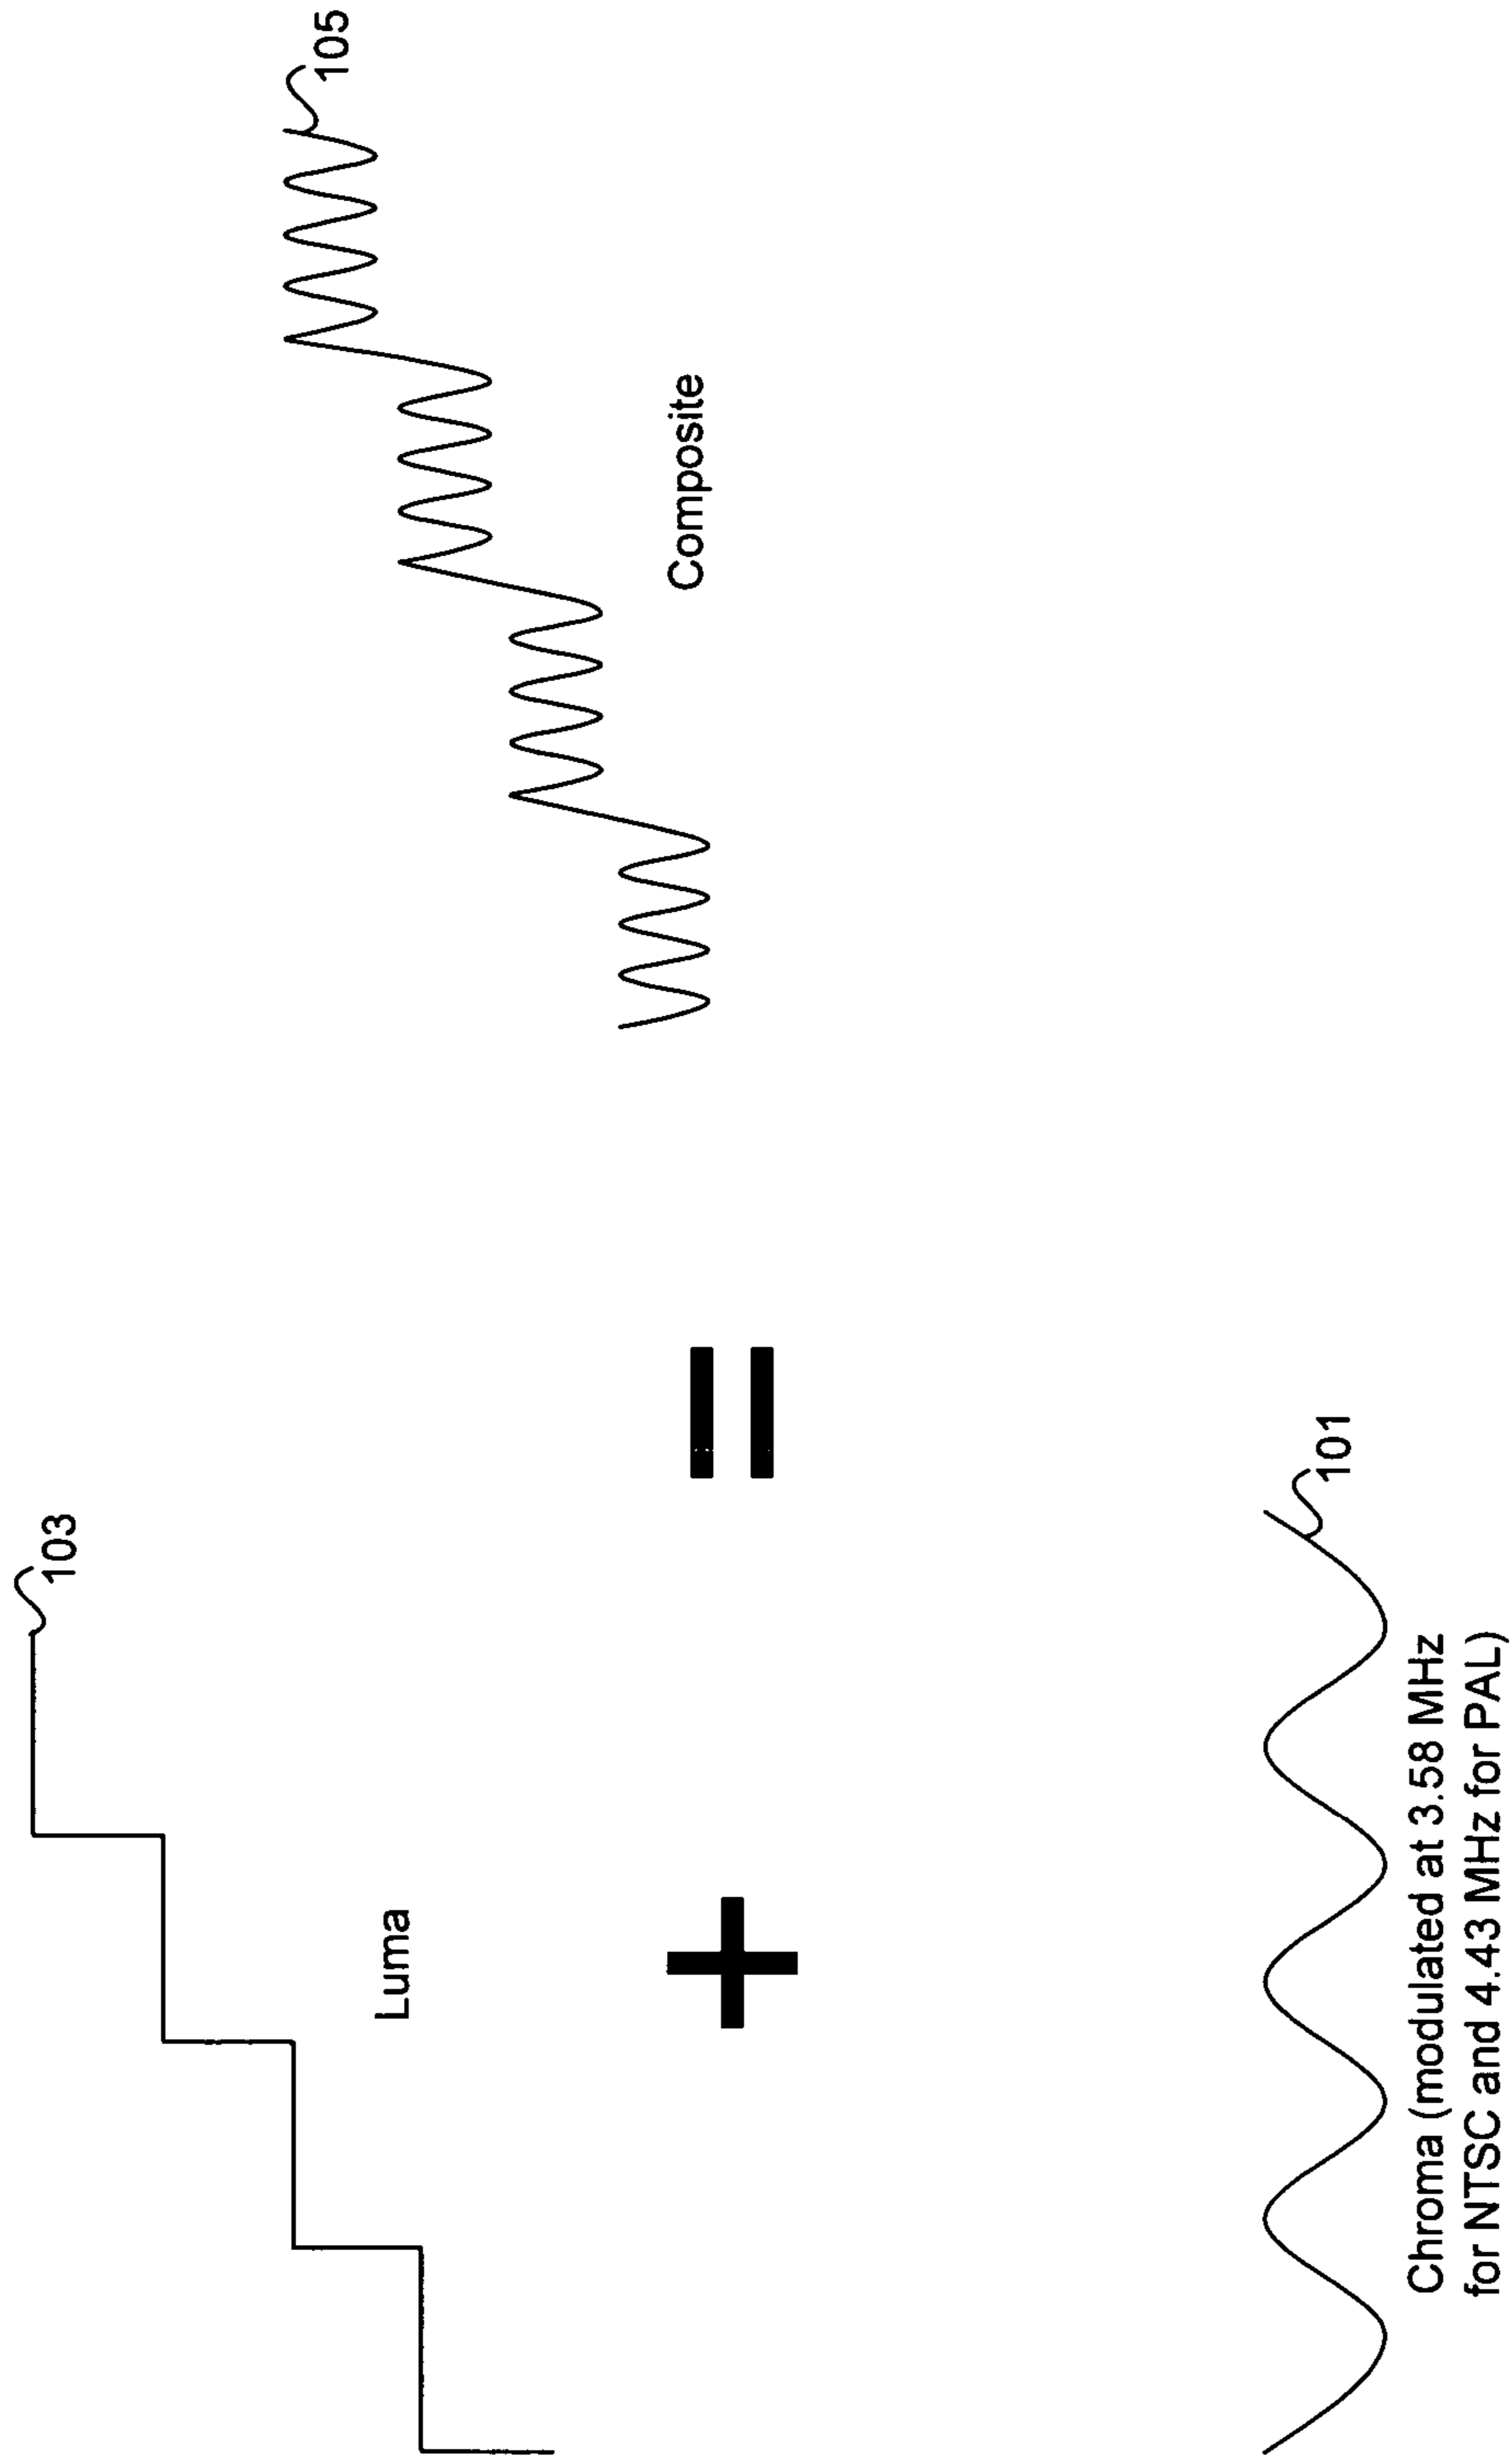 103
Luma
+
=
101
Chroma (modulated at 3.58 MHz
for NTSC and 4.43 MHz for PAL)
105
Composite